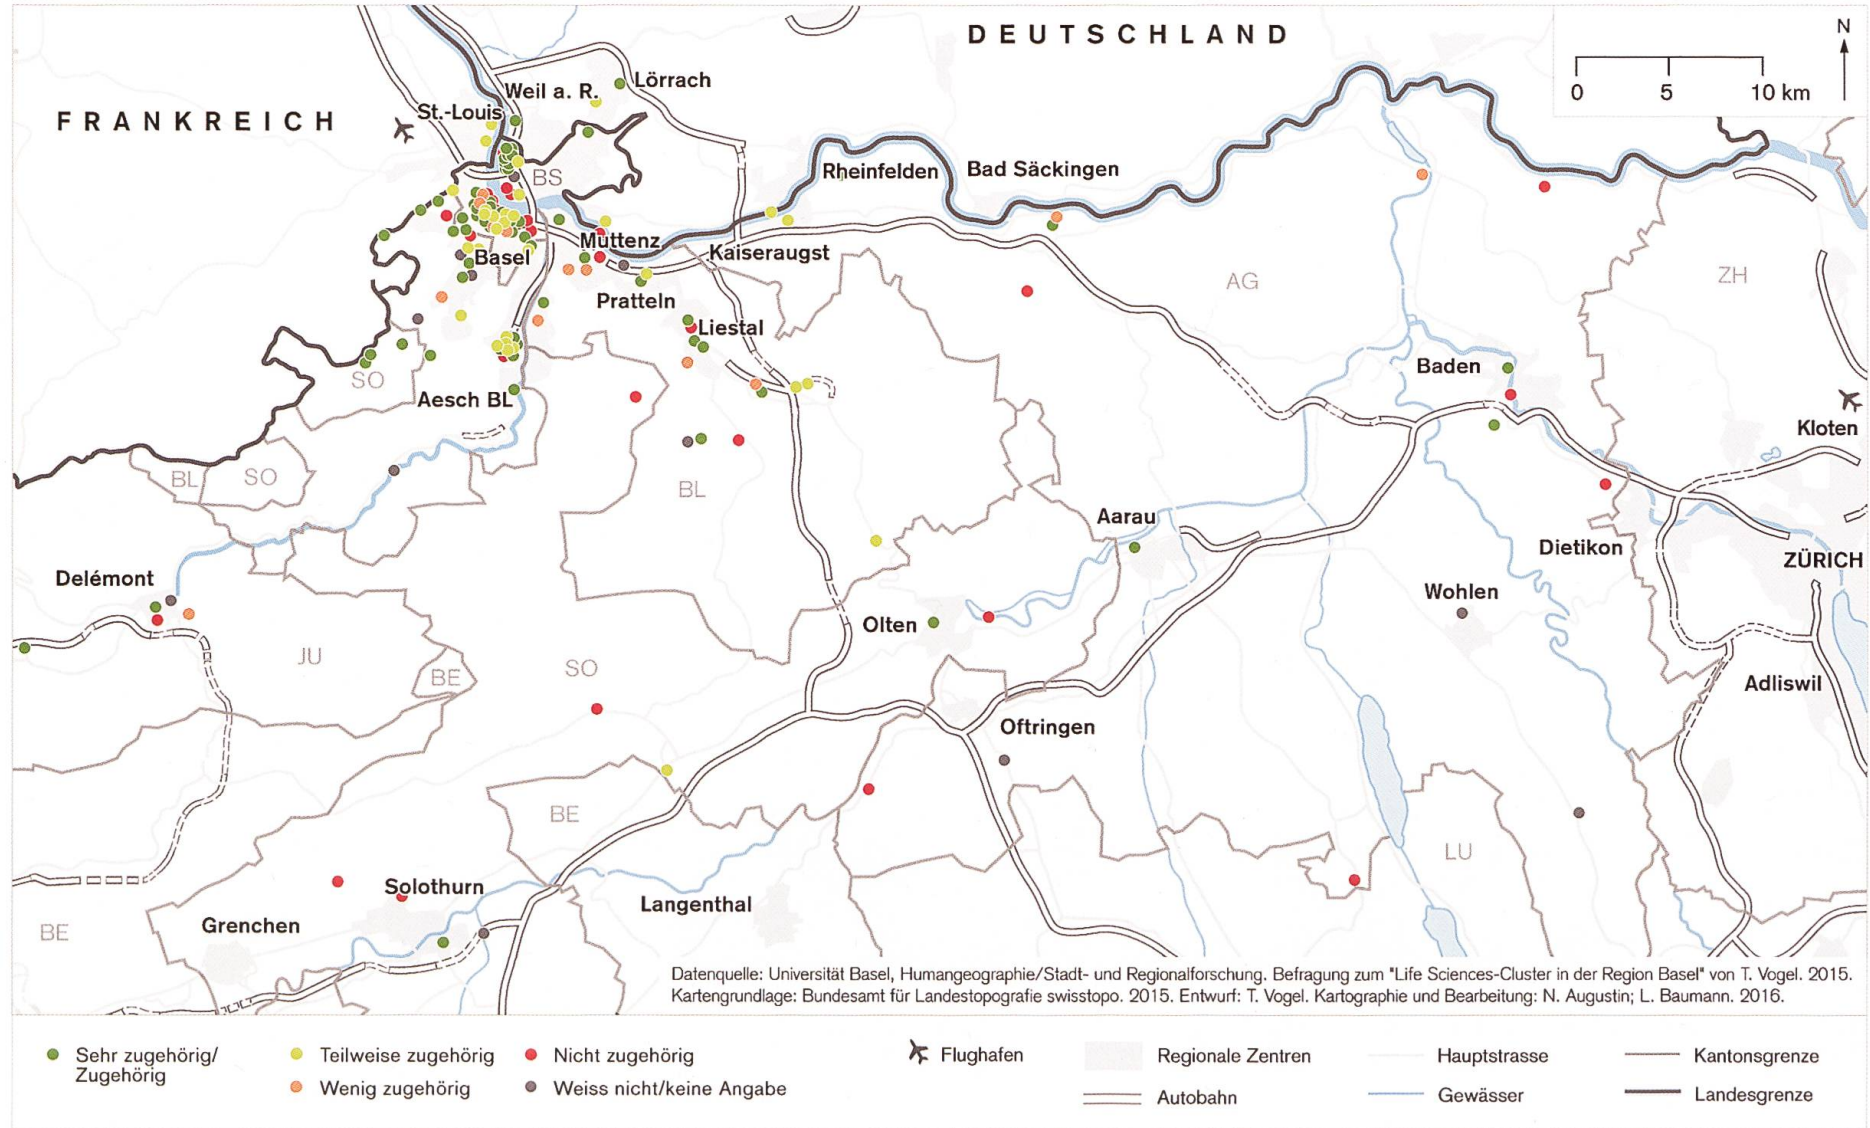 DEUTSCHLAND
N
0 5 10 km
FRANKREICH
Lörrach
Weil a. R.
St.-Louis
BS
Rheinfelden
Bad Säckingen
Muttenz
Basel
Kaiseraugst
AG
ZH
Pratteln
Liestal
SO
Aesch BL
Baden
Kloten
BL
SO
BL
Aarau
Dietikon
ZÜRICH
Delémont
Wohlen
Olten
JU
BE
SO
Adliswil
Oftringen
BE
LU
Solothurn
Langenthal
Grenchen
BE
Datenquelle: Universität Basel, Humangeographie/Stadt- und Regionalforschung. Befragung zum "Life Sciences-Cluster in der Region Basel" von T. Vogel. 2015.
Kartengrundlage: Bundesamt für Landestopografie swisstopo. 2015. Entwurf: T. Vogel. Kartographie und Bearbeitung: N. Augustin; L. Baumann. 2016.
Sehr zugehörig/
Zugehörig
Teilweise zugehörig
Wenig zugehörig
Nicht zugehörig
Weiss nicht/keine Angabe
Flughafen
Regionale Zentren
Autobahn
Hauptstrasse
Gewässer
Kantonsgrenze
Landesgrenze